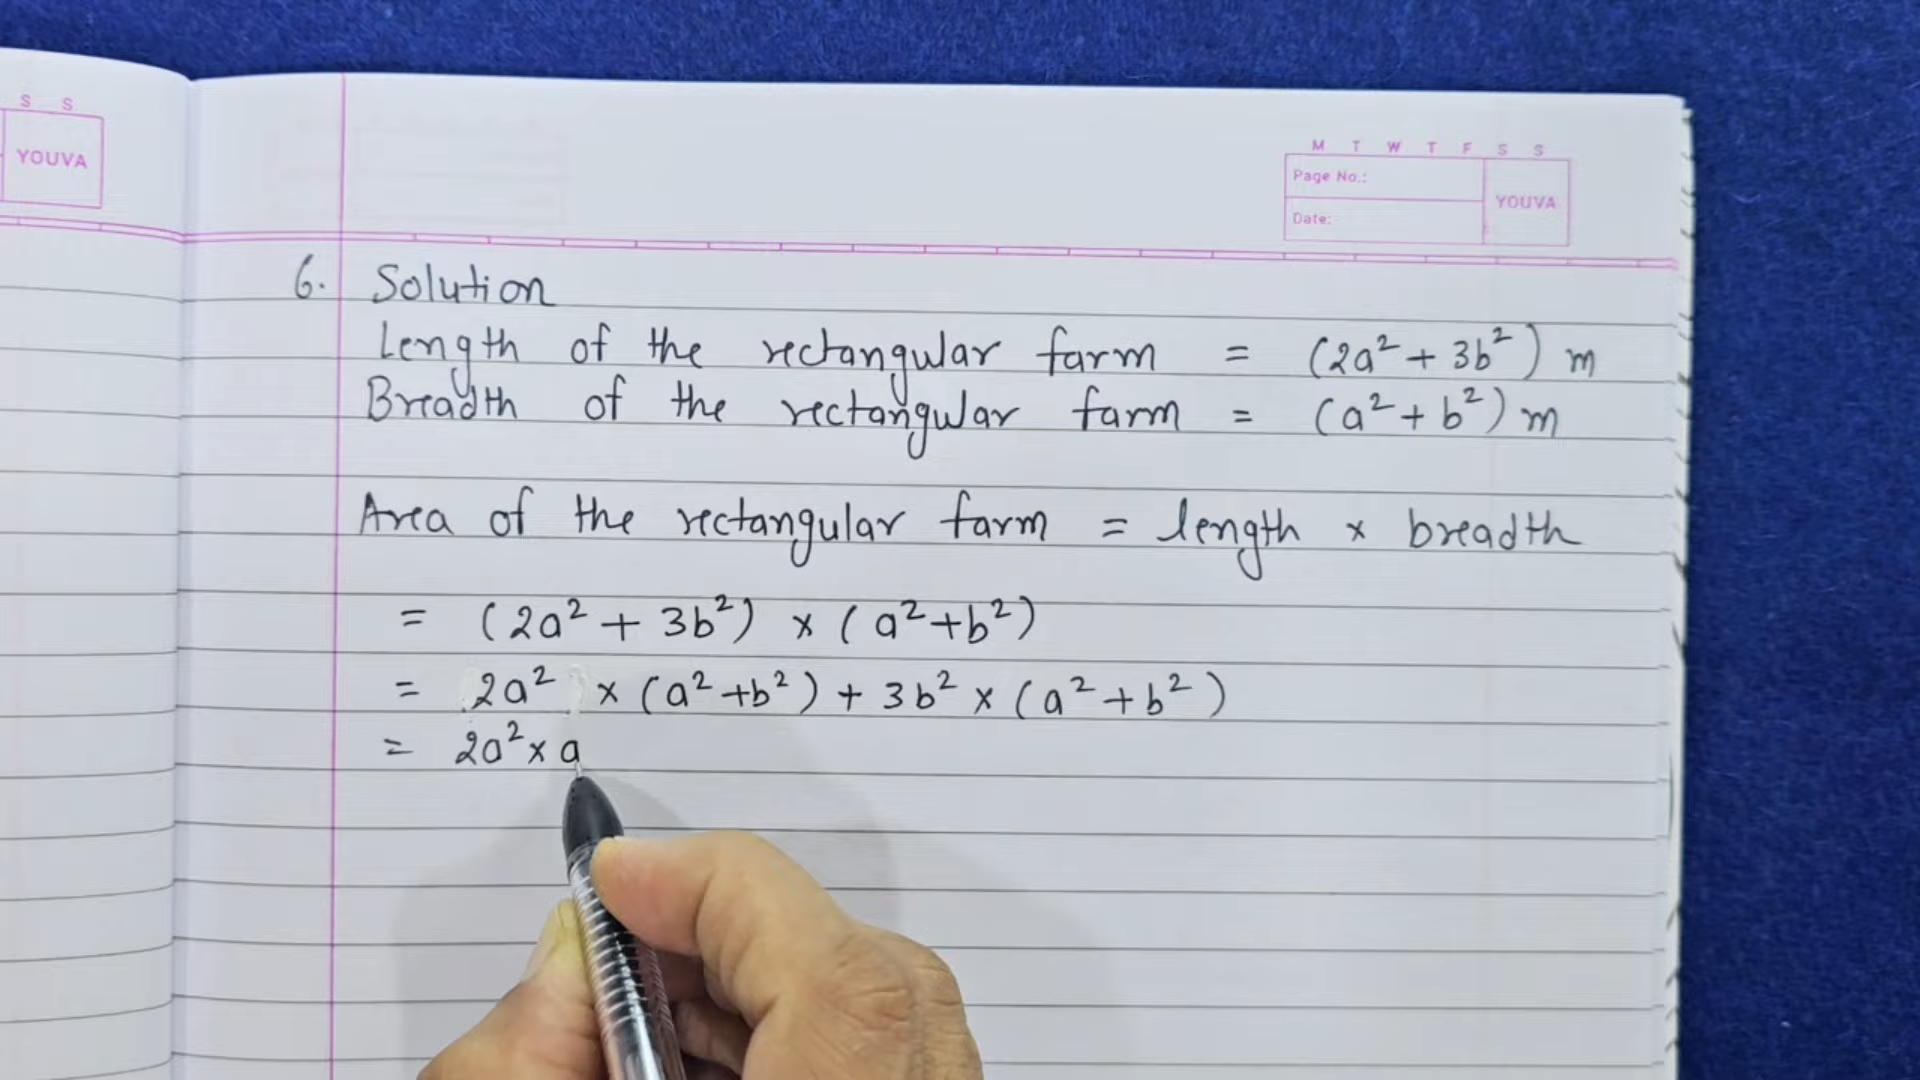 S S
YOUVA
M T W T F S S
Page No.:
YOUVA
Date:
6. Solution
Length of the rectangular farm = (2a² + 3b²) m
Breadth of the rectangular farm = (a² + b²) m
Area of the rectangular farm = length × breadth
= (2a² + 3b²) × (a²+b²)
= 2a² × (a²+b²) + 3b² × (a² + b²)
= 2a² × a